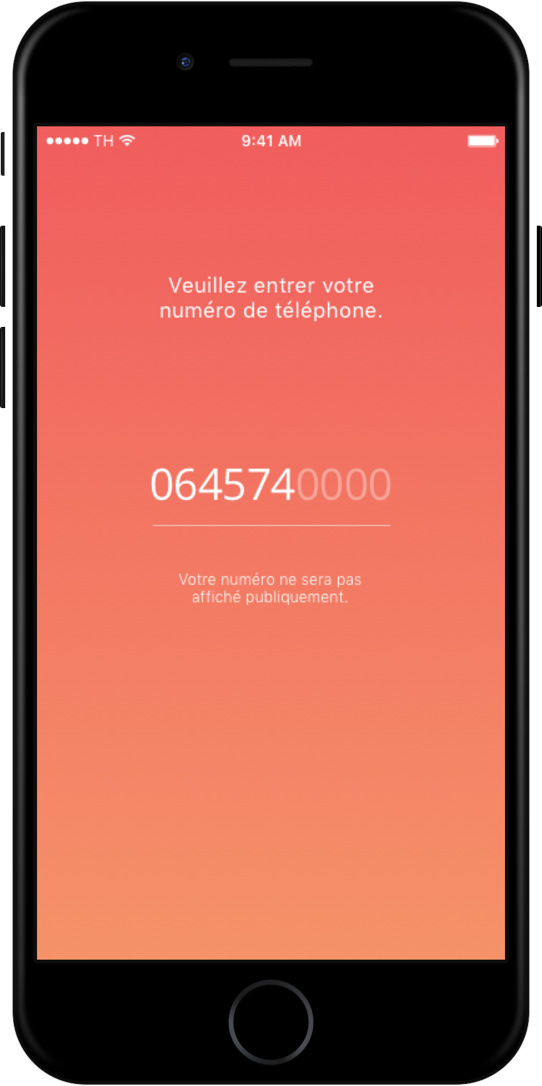 TH
9:41 AM
Veuillez entrer votre
numéro de téléphone.
0645740000
Votre numéro ne sera pas
affiché publiquement.